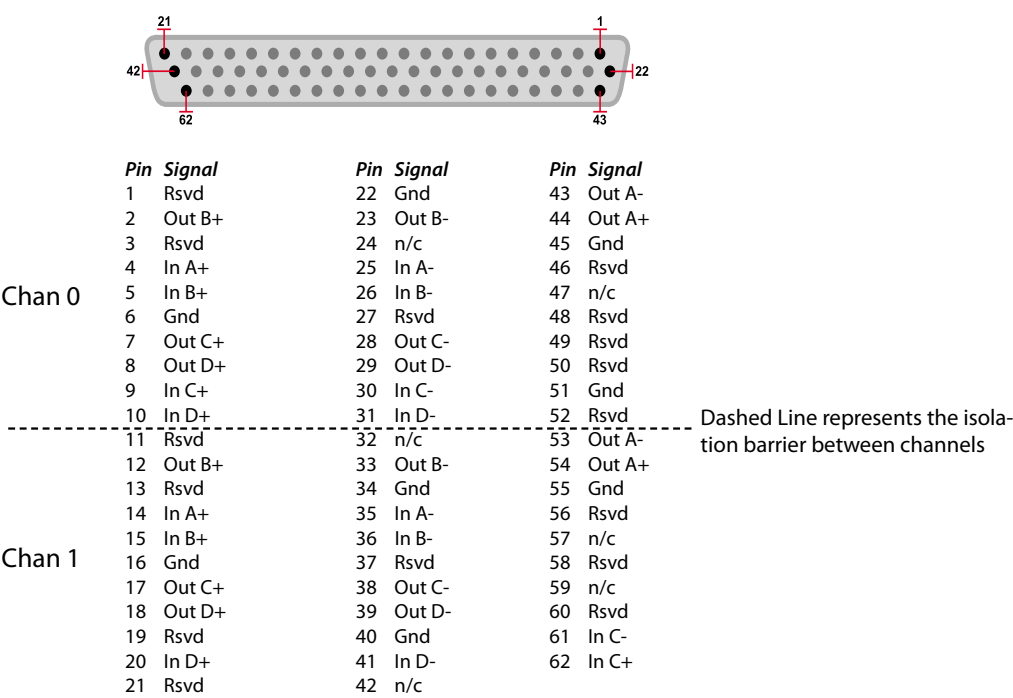 21 1
42 22
62 43
Pin Signal Pin Signal Pin Signal
1 Rsvd 22 Gnd 43 Out A-
2 Out B+ 23 Out B- 44 Out A+
3 Rsvd 24 n/c 45 Gnd
4 In A+ 25 In A- 46 Rsvd
Chan 0
5 In B+ 26 In B- 47 n/c
6 Gnd 27 Rsvd 48 Rsvd
7 Out C+ 28 Out C- 49 Rsvd
8 Out D+ 29 Out D- 50 Rsvd
9 In C+ 30 In C- 51 Gnd
10 In D+ 31 In D- 52 Rsvd
Dashed Line represents the isola-
tion barrier between channels
11 Rsvd 32 n/c 53 Out A-
12 Out B+ 33 Out B- 54 Out A+
13 Rsvd 34 Gnd 55 Gnd
14 In A+ 35 In A- 56 Rsvd
15 In B+ 36 In B- 57 n/c
Chan 1
16 Gnd 37 Rsvd 58 Rsvd
17 Out C+ 38 Out C- 59 n/c
18 Out D+ 39 Out D- 60 Rsvd
19 Rsvd 40 Gnd 61 In C-
20 In D+ 41 In D- 62 In C+
21 Rsvd 42 n/c